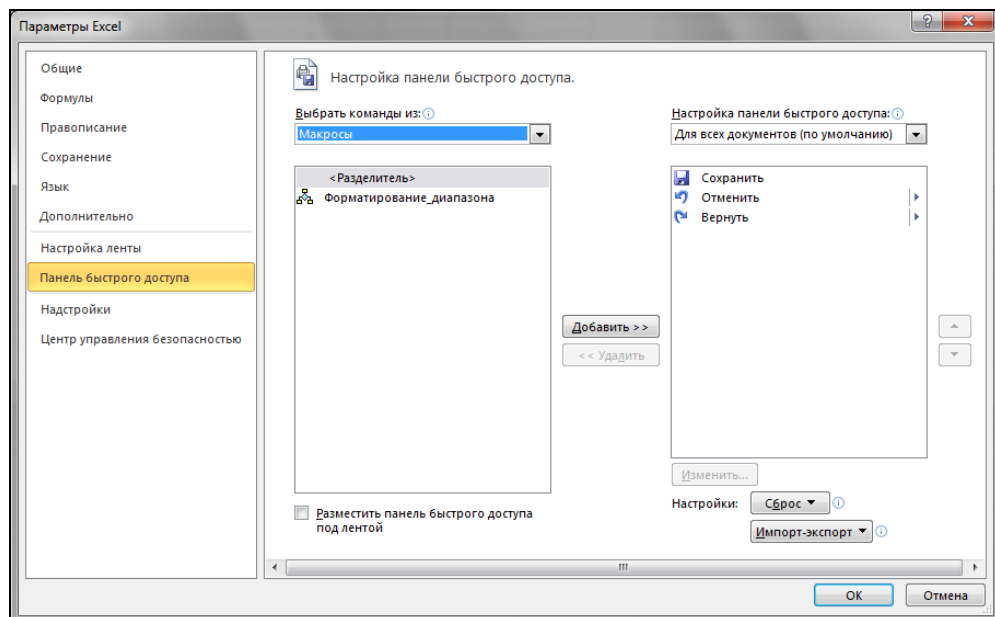 Параметры Excel
Общие
Формулы
Правописание
Сохранение
Язык
Дополнительно
Настройка ленты
Панель быстрого доступа
Надстройки
Центр управления безопасностью
Настройка панели быстрого доступа.
Выбрать команды из:
Макросы
<Разделитель>
Форматирование_диапазона
Разместить панель быстрого доступа
под лентой
Добавить >>
<< Удалить
Настройка панели быстрого доступа:
Для всех документов (по умолчанию)
Сохранить
Отменить
Вернуть
Изменить...
Настройки:
Сброс
Импорт-экспорт
ОК
Отмена